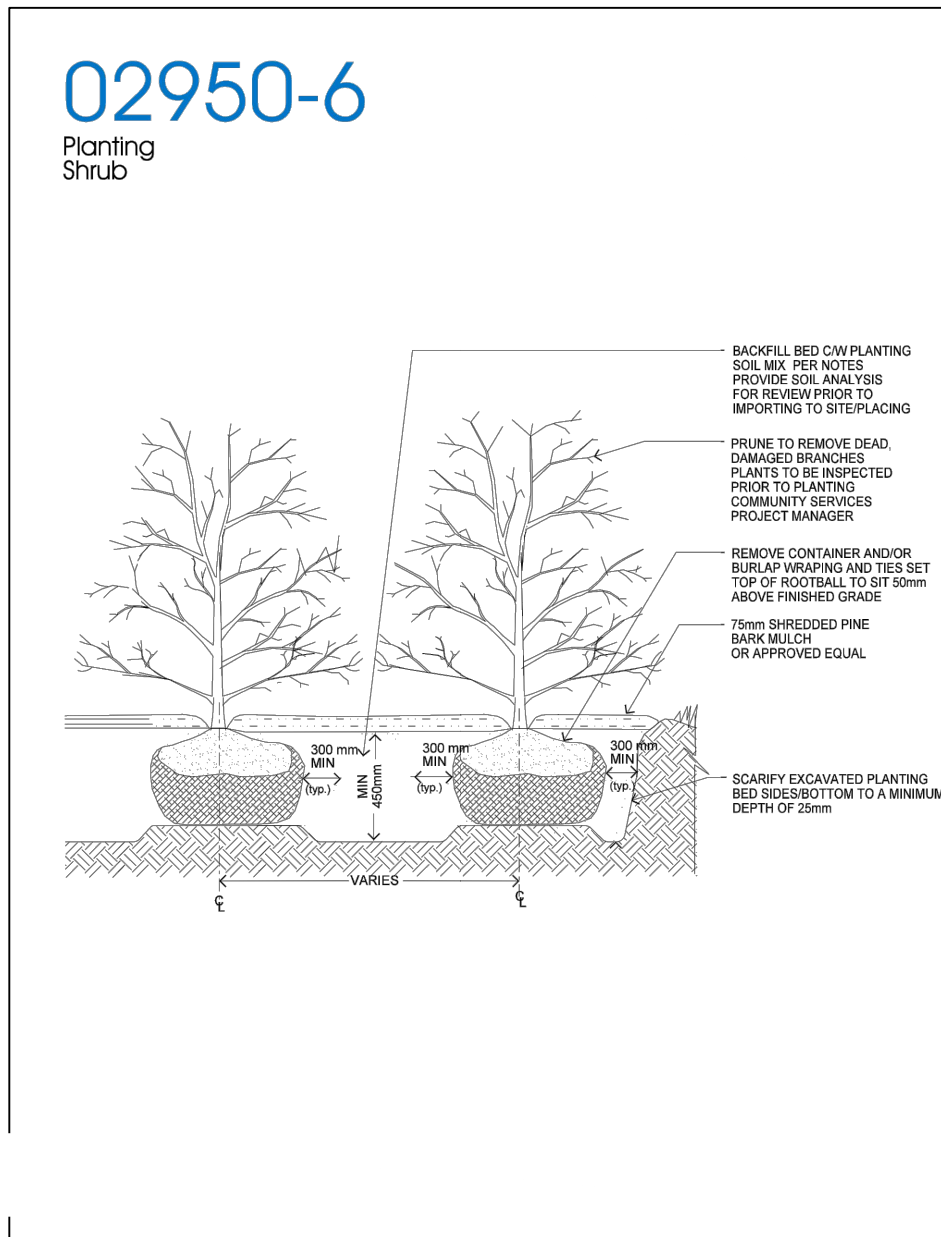 02950-6
Planting
Shrub
BACKFILL BED C/W PLANTING
SOIL MIX PER NOTES
PROVIDE SOIL ANALYSIS
FOR REVIEW PRIOR TO
IMPORTING TO SITE/PLACING
PRUNE TO REMOVE DEAD,
DAMAGED BRANCHES
PLANTS TO BE INSPECTED
PRIOR TO PLANTING
COMMUNITY SERVICES
PROJECT MANAGER
REMOVE CONTAINER AND/OR
BURLAP WRAPING AND TIES SET
TOP OF ROOTBALL TO SIT 50mm
ABOVE FINISHED GRADE
75mm SHREDDED PINE
BARK MULCH
OR APPROVED EQUAL
300 mm
MIN
(typ.)
MIN
450mm
300 mm
MIN
(typ.)
300 mm
MIN
(typ.)
SCARIFY EXCAVATED PLANTING
BED SIDES/BOTTOM TO A MINIMUM
DEPTH OF 25mm
VARIES
CL
CL